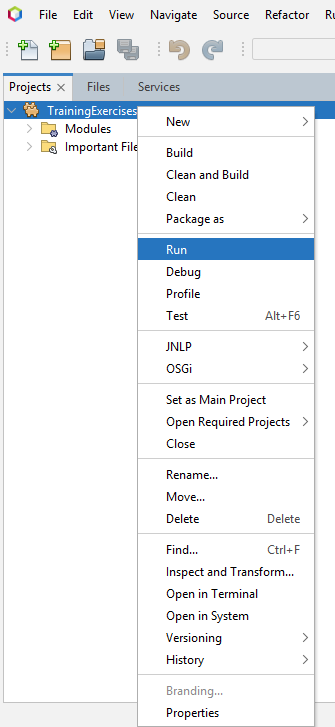 File Edit View Navigate Source Refactor
Projects Files Services
TrainingExercises
Modules
Important File
New
Build
Clean and Build
Clean
Package as
Run
Debug
Profile
Test Alt+F6
JNLP
OSGi
Set as Main Project
Open Required Projects
Close
Rename...
Move...
Delete Delete
Find... Ctrl+F
Inspect and Transform...
Open in Terminal
Open in System
Versioning
History
Branding...
Properties